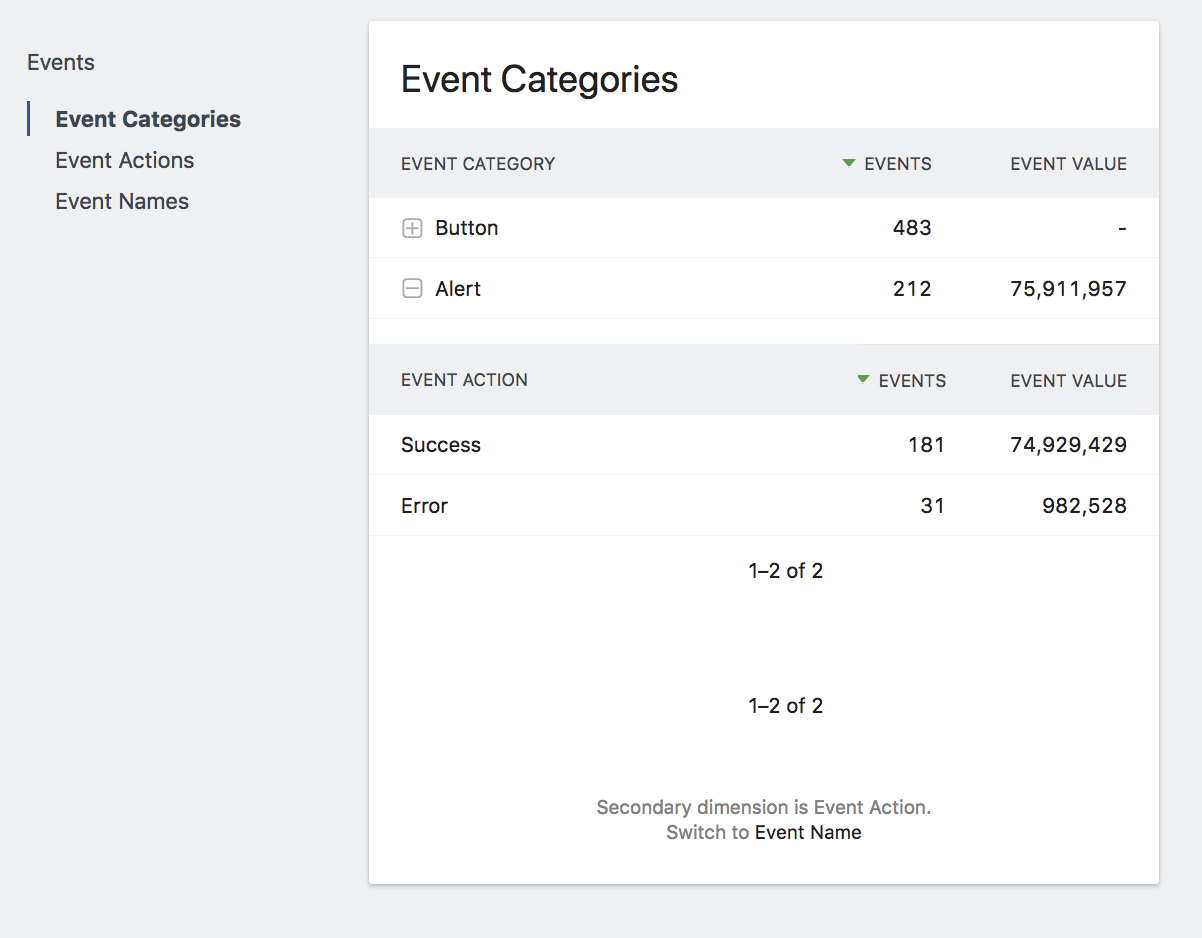 Events
Event Categories
Event Actions
Event Names
Event Categories
EVENT CATEGORY EVENTS EVENT VALUE
Button 483 -
Alert 212 75,911,957
EVENT ACTION EVENTS EVENT VALUE
Success 181 74,929,429
Error 31 982,528
1–2 of 2
1–2 of 2
Secondary dimension is Event Action.
Switch to Event Name